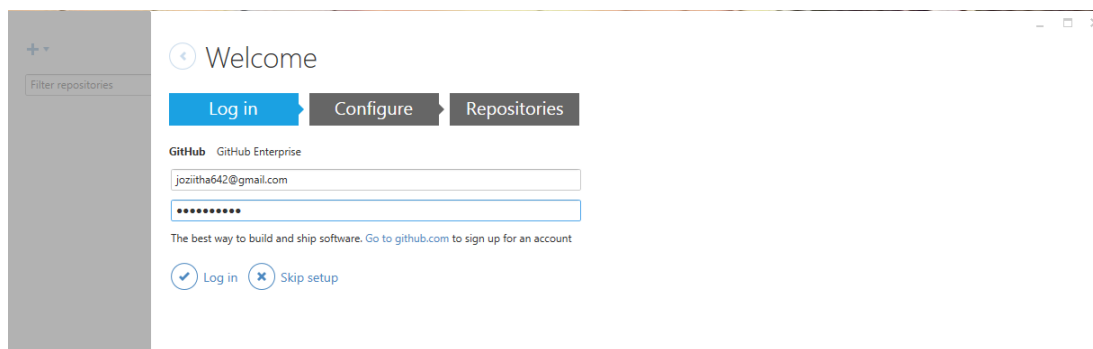 Filter repositories
Welcome
Log in Configure Repositories
GitHub GitHub Enterprise
joziitha642@gmail.com
••••••••••
The best way to build and ship software. Go to github.com to sign up for an account
Log in Skip setup